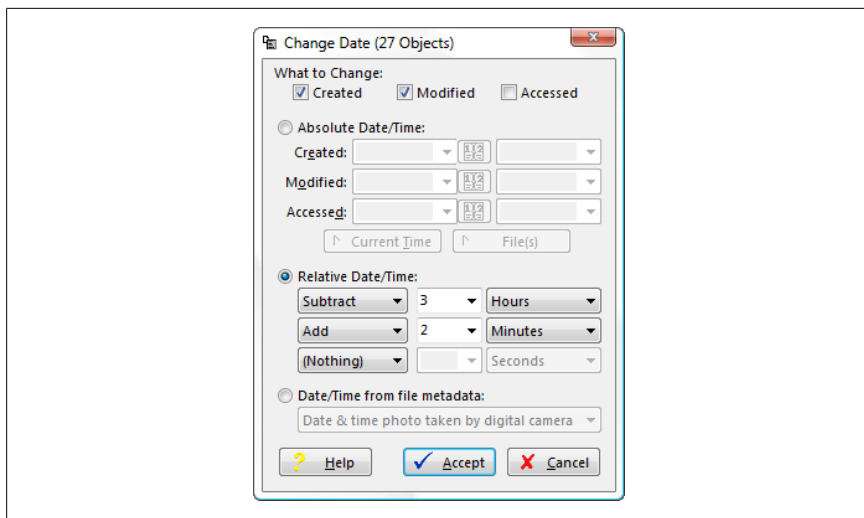 Change Date (27 Objects)
What to Change:
Created Modified Accessed
Absolute Date/Time:
Created:
Modified:
Accessed:
Current Time File(s)
Relative Date/Time:
Subtract 3 Hours
Add 2 Minutes
(Nothing) Seconds
Date/Time from file metadata:
Date & time photo taken by digital camera
? Help Accept Cancel